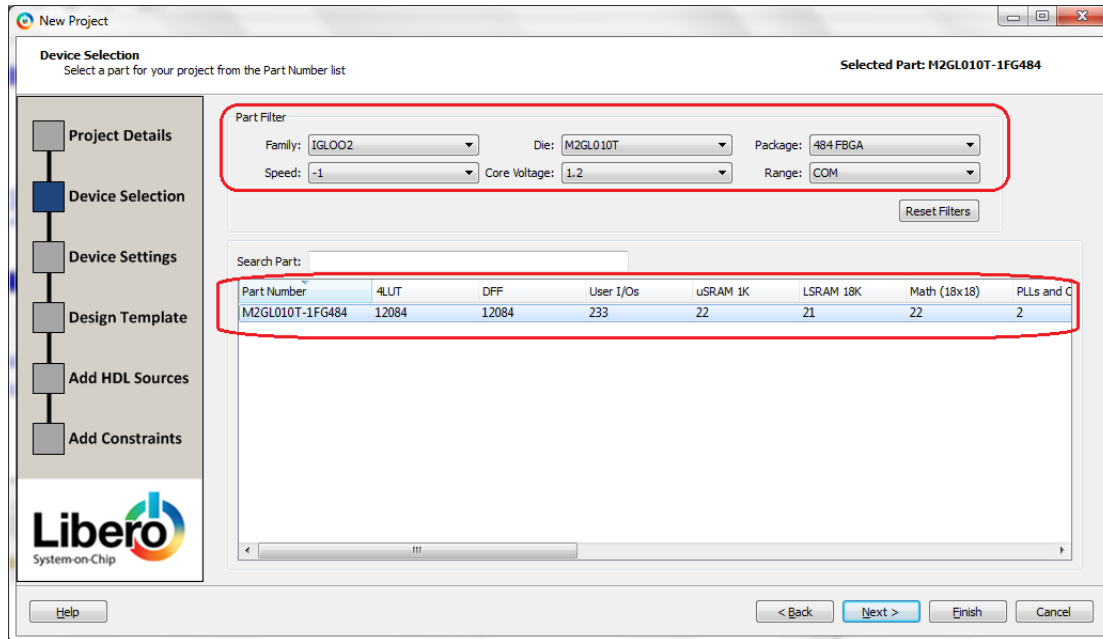 New Project
Device Selection
Select a part for your project from the Part Number list
Selected Part: M2GL010T-1FG484
Project Details
Device Selection
Device Settings
Design Template
Add HDL Sources
Add Constraints
Libero
System-on-Chip
Part Filter
Family: IGLOO2 Die: M2GL010T Package: 484 FBGA
Speed: -1 Core Voltage: 1.2 Range: COM
Reset Filters
Search Part:
Part Number 4LUT DFF User I/Os uSRAM 1K LSRAM 18K Math (18x18) PLLs and C
M2GL010T-1FG484 12084 12084 233 22 21 22 2
Help < Back Next > Finish Cancel